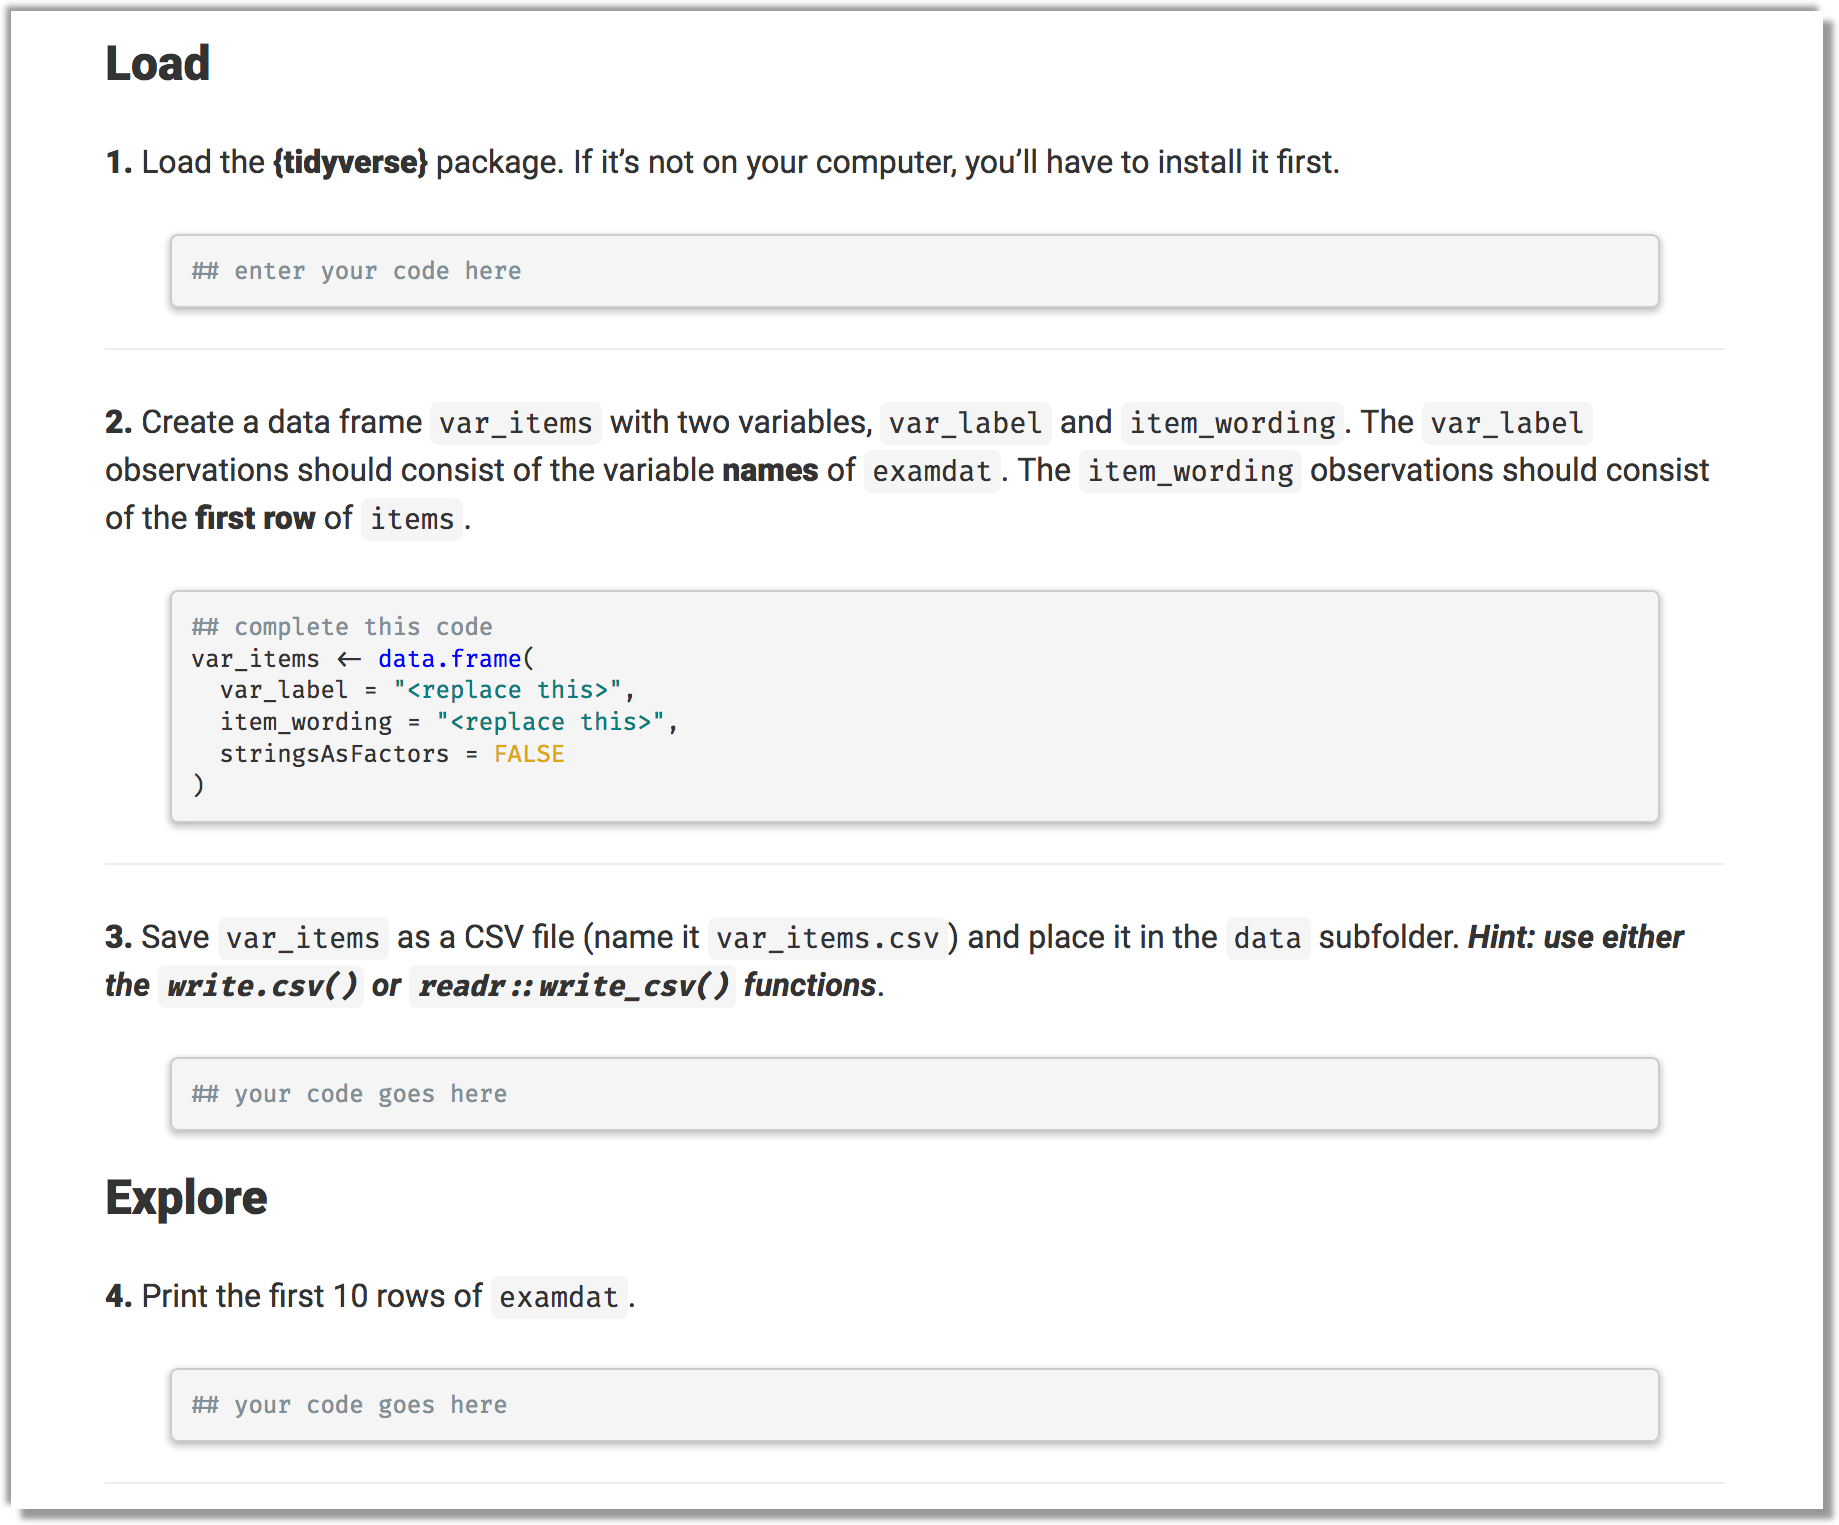 Load
1. Load the {tidyverse} package. If it’s not on your computer, you’ll have to install it first.
## enter your code here
2. Create a data frame var_items with two variables, var_label and item_wording. The var_label
observations should consist of the variable names of examdat. The item_wording observations should consist
of the first row of items.
## complete this code
var_items <- data.frame(
  var_label = "<replace this>",
  item_wording = "<replace this>",
  stringsAsFactors = FALSE
)
3. Save var_items as a CSV file (name it var_items.csv) and place it in the data subfolder. Hint: use either
the write.csv() or readr::write_csv() functions.
## your code goes here
Explore
4. Print the first 10 rows of examdat.
## your code goes here